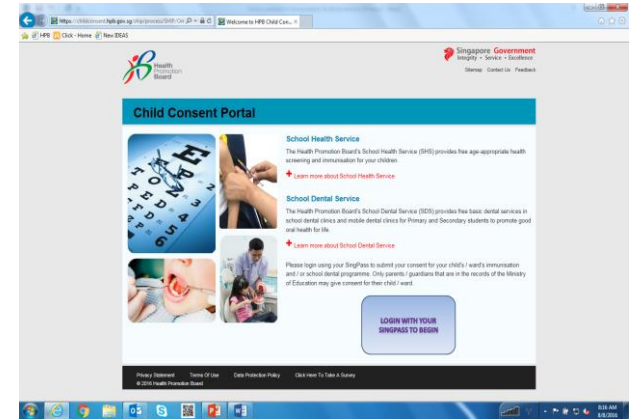 https://childconsent.hpb.gov.sg
Welcome to HPB Child Con...
HPB
Click - Home
New IDEAS
Health
Promotion
Board
Singapore Government
Integrity • Service • Excellence
Sitemap Contact Us Feedback
Child Consent Portal
School Health Service
The Health Promotion Board's School Health Service (SHS) provides free age-appropriate health
screening and immunisation for your children.
Learn more about School Health Service
School Dental Service
The Health Promotion Board's School Dental Service (SDS) provides free basic dental services in
school dental clinics and mobile dental clinics for Primary and Secondary students to promote good
oral health for life.
Learn more about School Dental Service
Please login using your SingPass to submit your consent for your child's / ward's immunisation
and / or school dental programme. Only parents / guardians that are in the records of the Ministry
of Education may give consent for their child / ward.
LOGIN WITH YOUR
SINGPASS TO BEGIN
Privacy Statement Terms Of Use Data Protection Policy Click Here To Take A Survey
© 2016 Health Promotion Board